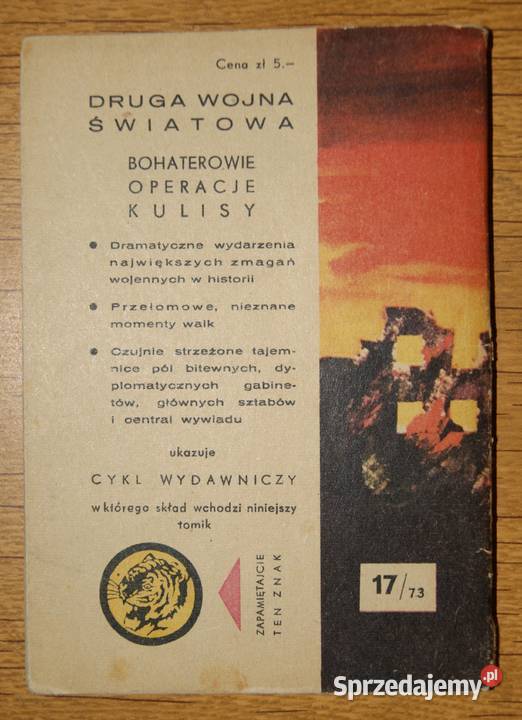 Cena zł 5.–
DRUGA WOJNA
ŚWIATOWA
BOHATEROWIE
OPERACJE
KULISY
● Dramatyczne wydarzenia
największych zmagań
wojennych w historii
● Przełomowe, nieznane
momenty walk
● Czujnie strzeżone tajem-
nice pól bitewnych, dy-
plomatycznych gabine-
tów, głównych sztabów
i central wywiadu
ukazuje
CYKL WYDAWNICZY
w którego skład wchodzi niniejszy
tomik
ZAPAMIĘTAJCIE
TEN ZNAK
17/73
Sprzedajemy.pl